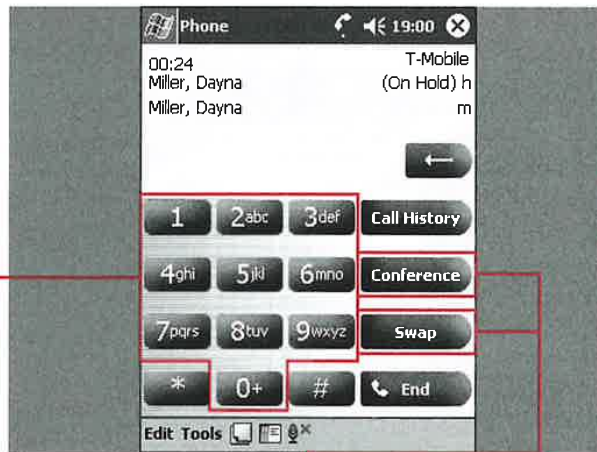 Phone 19:00
00:24 T-Mobile
Miller, Dayna (On Hold) h
Miller, Dayna m
1 2abc 3def Call History
4ghi 5jkl 6mno Conference
7pqrs 8tuv 9wxyz Swap
* 0+ # End
Edit Tools